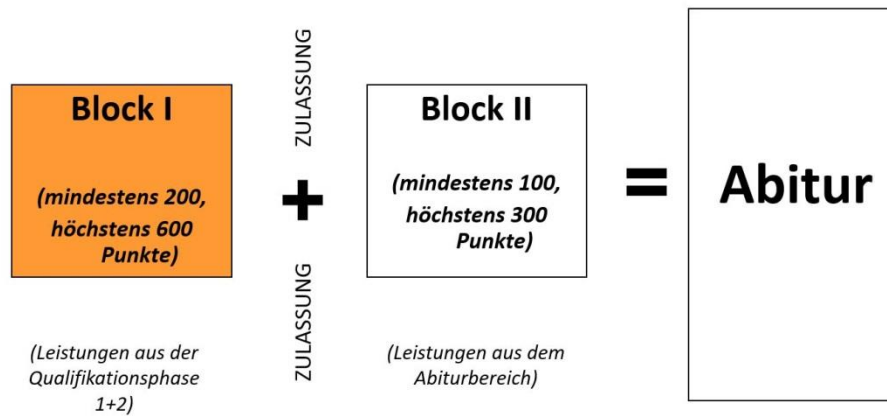 Block I
(mindestens 200,
höchstens 600
Punkte)
(Leistungen aus der
Qualifikationsphase
1+2)
ZULASSUNG
+
ZULASSUNG
Block II
(mindestens 100,
höchstens 300
Punkte)
(Leistungen aus dem
Abiturbereich)
=
Abitur